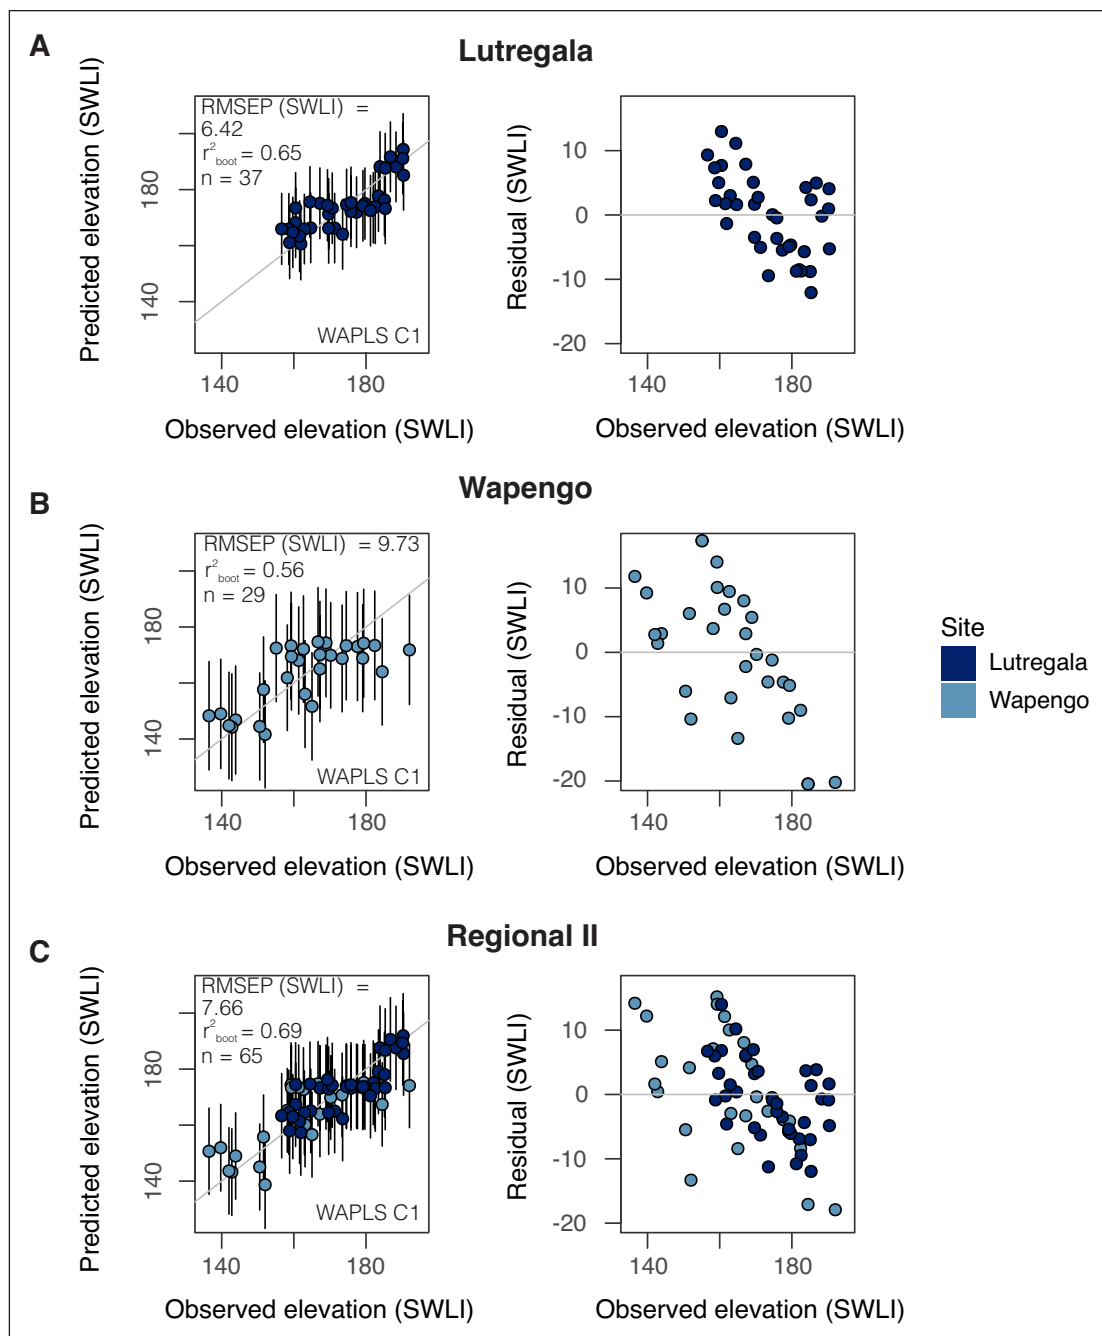 A
Lutregala
Predicted elevation (SWLI)
180
140
RMSEP (SWLI) =
6.42
r²boot = 0.65
n = 37
WAPLS C1
140 180
Observed elevation (SWLI)
Residual (SWLI)
10
0
-10
-20
140 180
Observed elevation (SWLI)
B
Wapengo
Predicted elevation (SWLI)
180
140
RMSEP (SWLI) = 9.73
r²boot = 0.56
n = 29
WAPLS C1
140 180
Observed elevation (SWLI)
Residual (SWLI)
10
0
-10
-20
140 180
Observed elevation (SWLI)
Site
Lutregala
Wapengo
C
Regional II
Predicted elevation (SWLI)
180
140
RMSEP (SWLI) =
7.66
r²boot = 0.69
n = 65
WAPLS C1
140 180
Observed elevation (SWLI)
Residual (SWLI)
10
0
-10
-20
140 180
Observed elevation (SWLI)